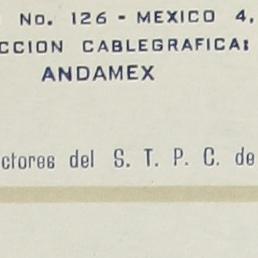 No. 126 - MEXICO 4,
CCION CABLEGRAFICA:
ANDAMEX
ctores del S. T. P. C. de